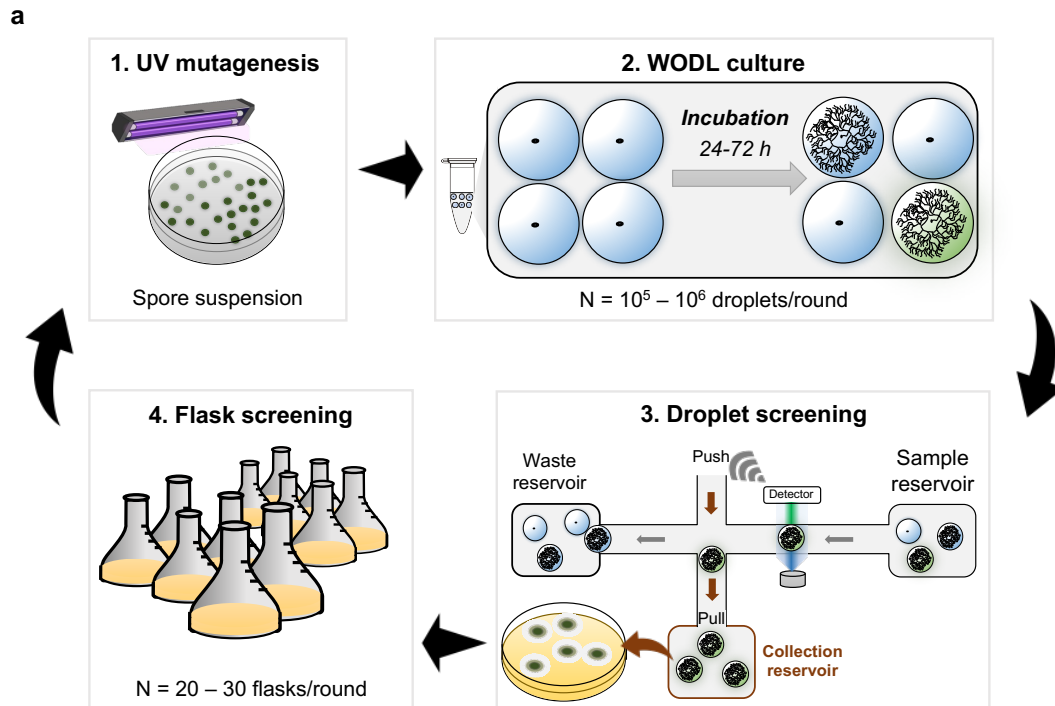 a
1. UV mutagenesis
Spore suspension
2. WODL culture
Incubation
24-72 h
N = 10⁵ – 10⁶ droplets/round
4. Flask screening
N = 20 – 30 flasks/round
3. Droplet screening
Waste
reservoir
Push
Detector
Sample
reservoir
Pull
Collection
reservoir